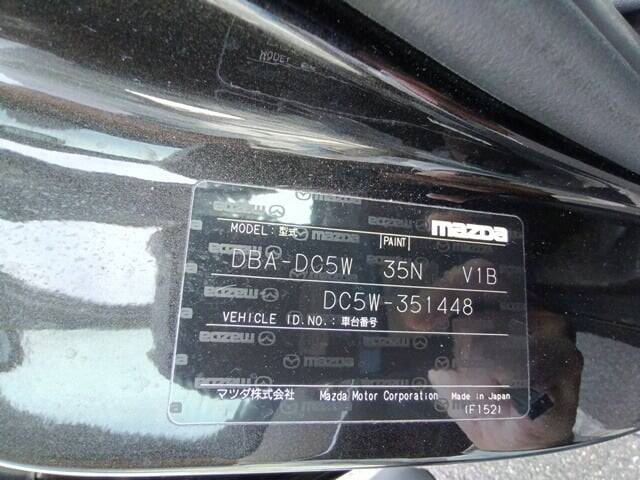 MODEL:型式 PAINT mazda
DBA-DC5W 35N V1B
DC5W-351448
VEHICLE I.D.NO.:車台番号
mazda
マツダ株式会社 Mazda Motor Corporation Made in Japan
(F152)